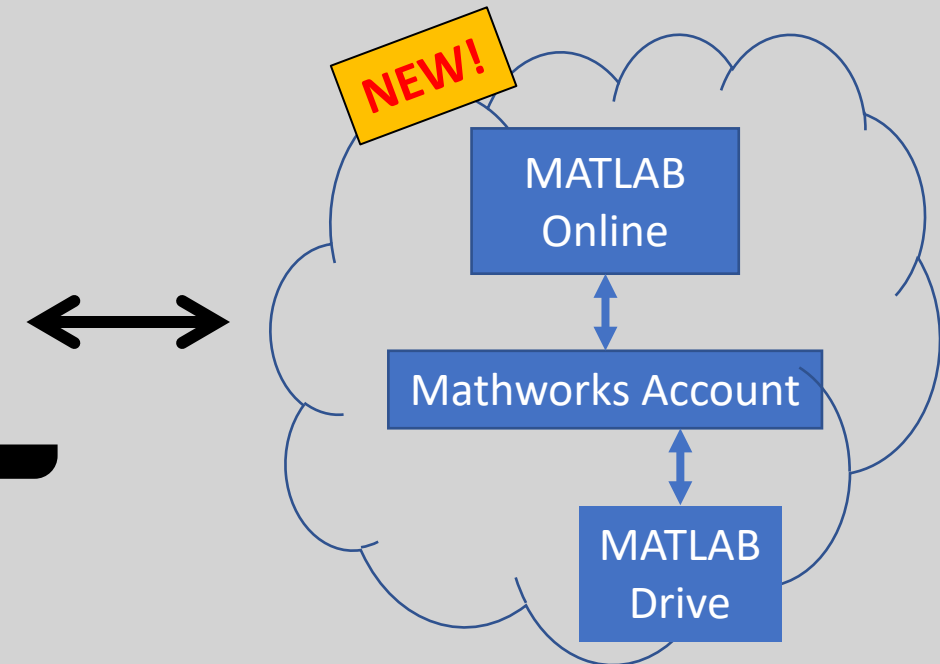 NEW!
MATLAB
Online
Mathworks Account
MATLAB
Drive